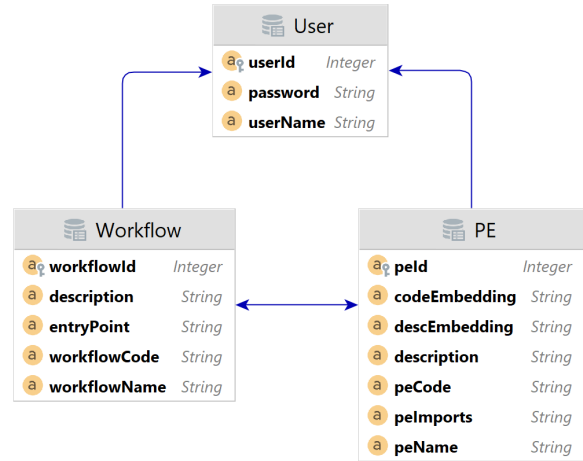 User
userId Integer
password String
userName String
Workflow
workflowId Integer
description String
entryPoint String
workflowCode String
workflowName String
PE
peId Integer
codeEmbedding String
descEmbedding String
description String
peCode String
peImports String
peName String